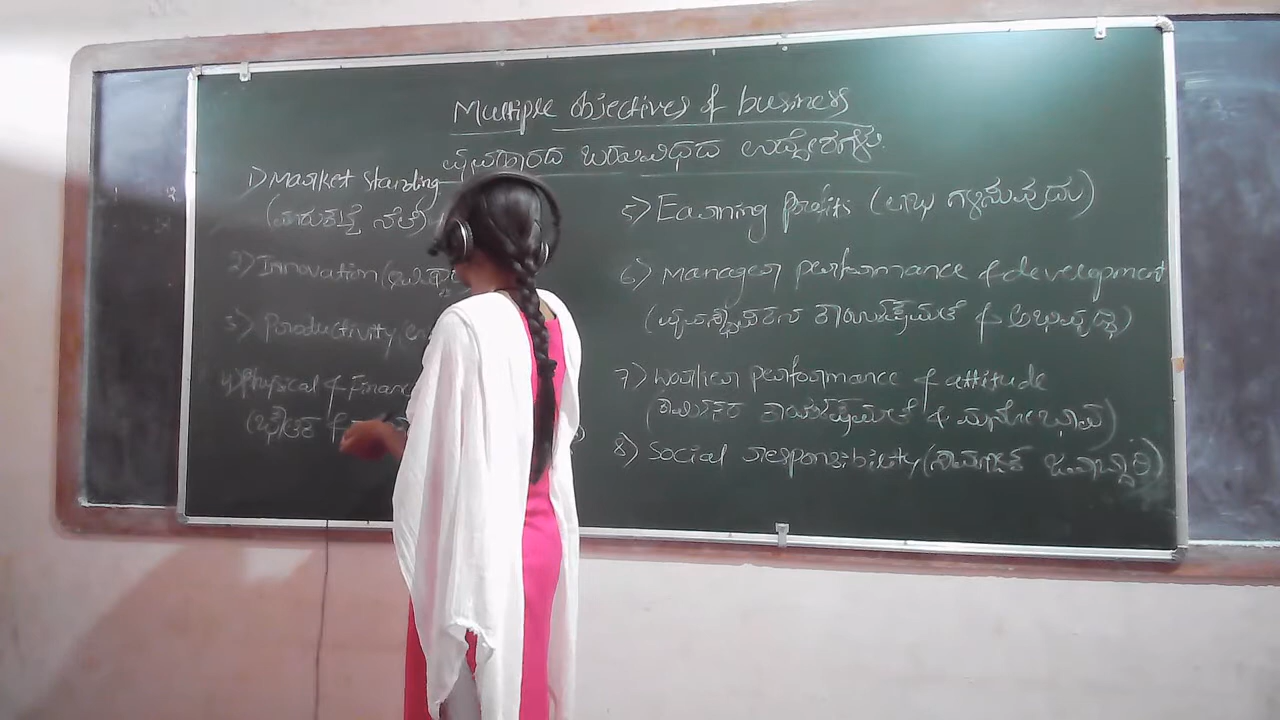 Multiple objectives of business
ವ್ಯವಹಾರದ ಬಹುವಿಧದ ಉದ್ದೇಶಗಳು.
1) Market standing
(ಮಾರುಕಟ್ಟೆ ನೆಲೆ)
2) Innovation (
3) Productivity
4) Physical & Financ
(ಭೌತಿಕ &
5) Earning profits (ಲಾಭ ಗಳಿಸುವುದು)
6) Manager performance & development
(ವ್ಯವಸ್ಥಾಪಕರ ಕಾರ್ಯಕ್ಷಮತೆ & ಅಭಿವೃದ್ಧಿ)
7) Worker performance & attitude
(ಕಾರ್ಮಿಕರ ಕಾರ್ಯಕ್ಷಮತೆ & ಮನೋಭಾವ)
8) Social responsibility (ಸಾಮಾಜಿಕ ಜವಾಬ್ದಾರಿ)